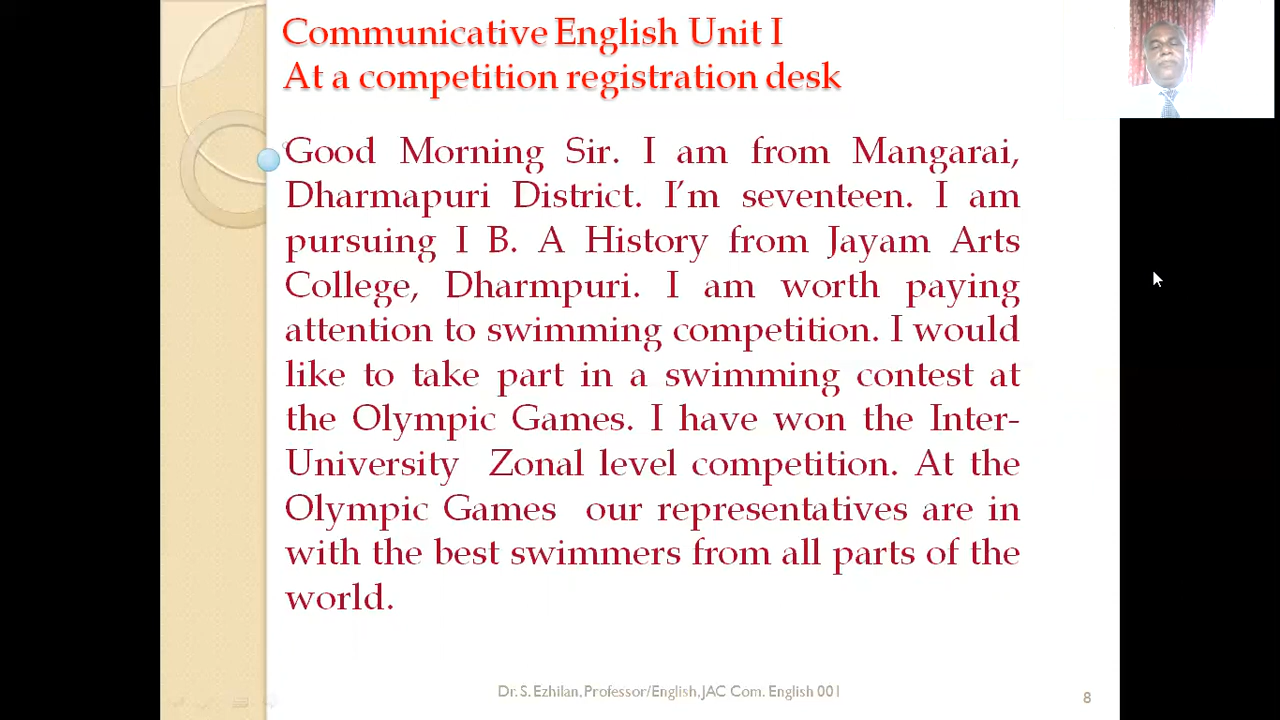 Communicative English Unit I
At a competition registration desk
Good Morning Sir. I am from Mangarai,
Dharmapuri District. I'm seventeen. I am
pursuing I B. A History from Jayam Arts
College, Dharmpuri. I am worth paying
attention to swimming competition. I would
like to take part in a swimming contest at
the Olympic Games. I have won the Inter-
University Zonal level competition. At the
Olympic Games our representatives are in
with the best swimmers from all parts of the
world.
Dr. S. Ezhilan, Professor/English, JAC Com. English 001
8